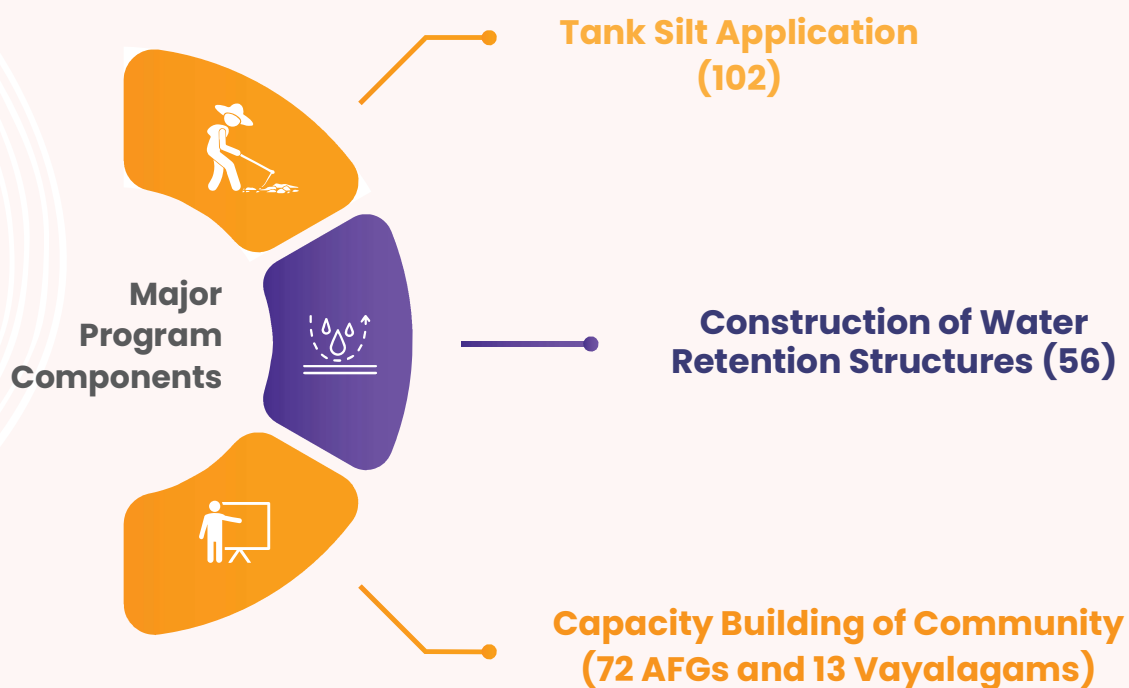 Tank Silt Application
(102)
Major
Program
Components
Construction of Water
Retention Structures (56)
Capacity Building of Community
(72 AFGs and 13 Vayalagams)